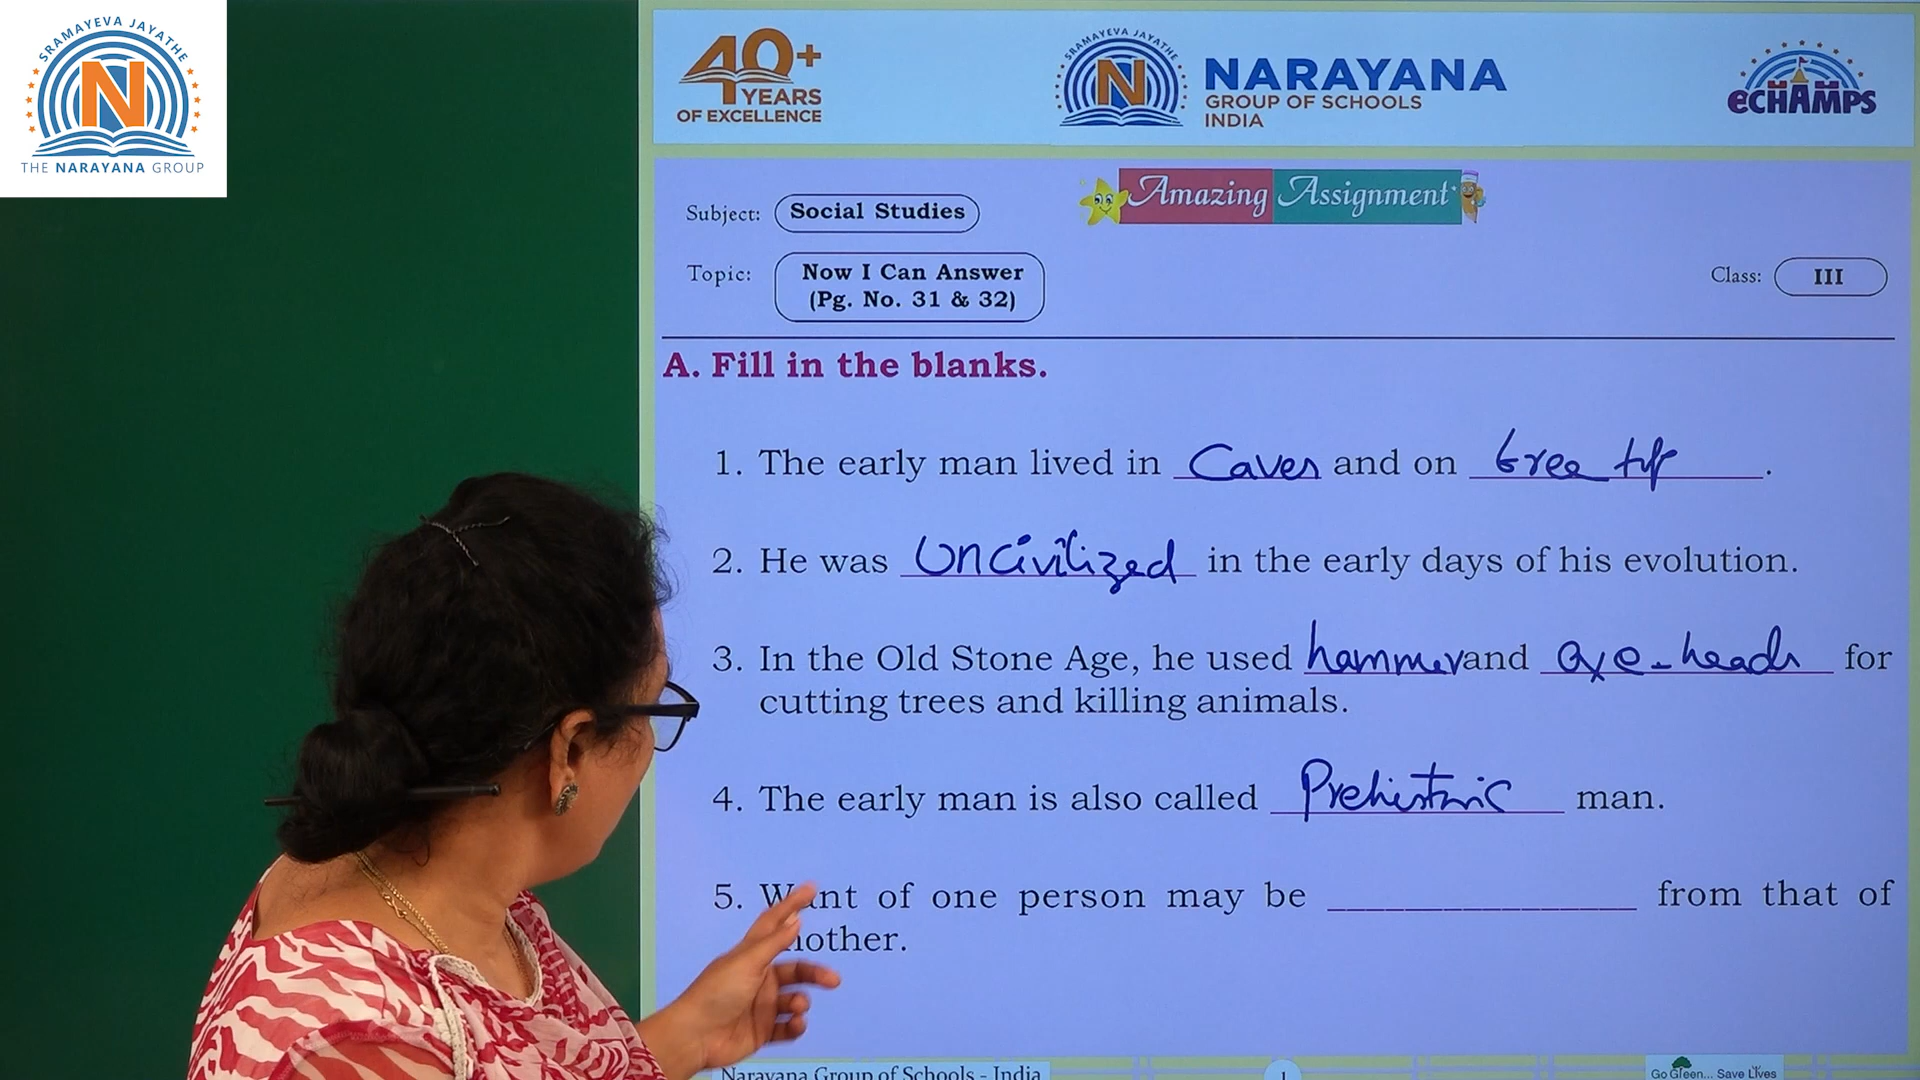 SRAMAYEVA JAYATHE
N
THE NARAYANA GROUP
40+
YEARS
OF EXCELLENCE
SRAMAYEVA JAYATHE
N
NARAYANA
GROUP OF SCHOOLS
INDIA
eCHAMPS
Amazing Assignment
Subject: Social Studies
Topic: Now I Can Answer
(Pg. No. 31 & 32)
Class: III
A. Fill in the blanks.
1. The early man lived in Caves and on tree top.
2. He was Uncivilized in the early days of his evolution.
3. In the Old Stone Age, he used hammer and axe-heads for
cutting trees and killing animals.
4. The early man is also called Prehistoric man.
5. Want of one person may be ________ from that of
another.
Narayana Group of Schools - India
1
Go Green... Save Lives